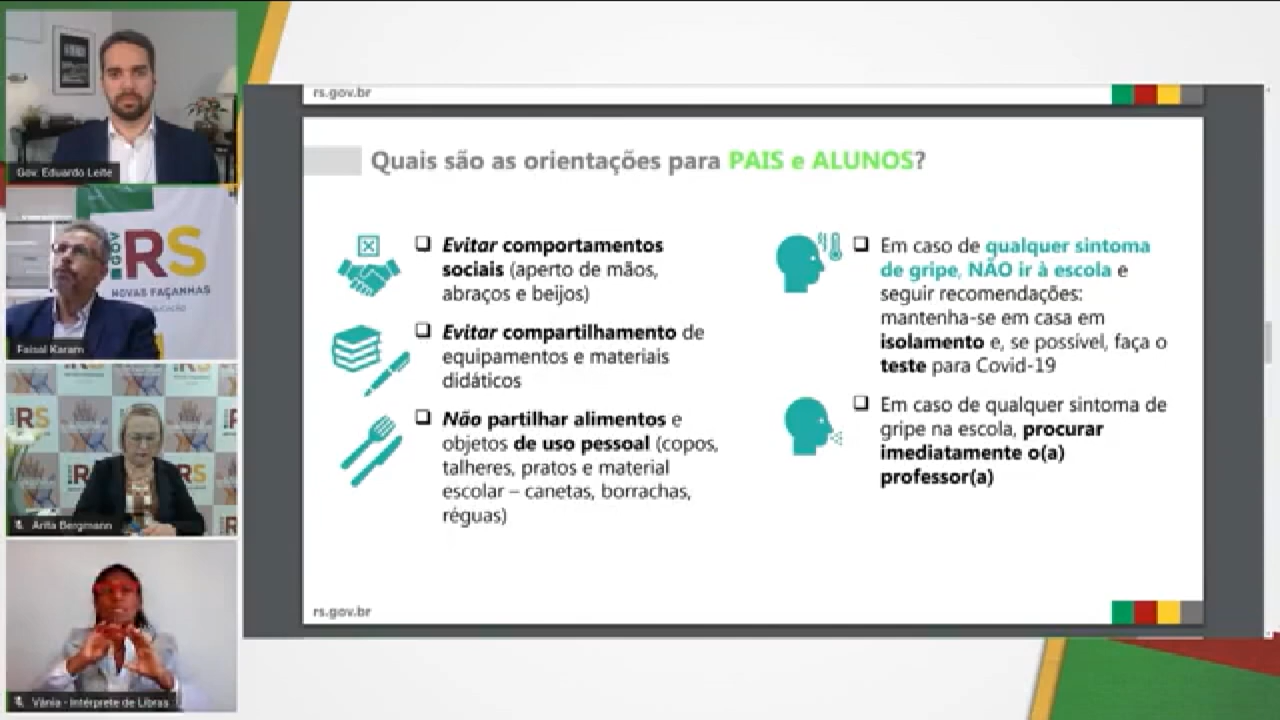 Gov. Eduardo Leite
GOV
RS
NOVAS FAÇANHAS
Faisal Karam
RS
RS
RS
Arita Bergmann
Vânia - Intérprete de Libras
rs.gov.br
Quais são as orientações para PAIS e ALUNOS?
❑ Evitar comportamentos
sociais (aperto de mãos,
abraços e beijos)
❑ Evitar compartilhamento de
equipamentos e materiais
didáticos
❑ Não partilhar alimentos e
objetos de uso pessoal (copos,
talheres, pratos e material
escolar – canetas, borrachas,
réguas)
❑ Em caso de qualquer sintoma
de gripe, NÃO ir à escola e
seguir recomendações:
mantenha-se em casa em
isolamento e, se possível, faça o
teste para Covid-19
❑ Em caso de qualquer sintoma de
gripe na escola, procurar
imediatamente o(a)
professor(a)
rs.gov.br